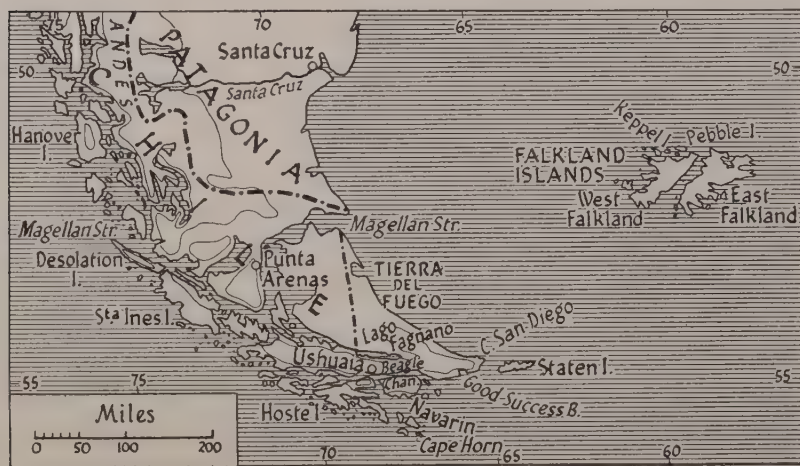 75
70
65
60
50
ANDES
PATAGONIA
Santa Cruz
Santa Cruz
50
CHILE
Hanover
I.
Keppel I.
Pebble I.
FALKLAND
ISLANDS
West
Falkland
East
Falkland
Magellan Str.
Magellan Str.
Desolation
I.
Punta
Arenas
TIERRA
DEL
FUEGO
Sta Ines I.
Lago
Fagnano
C. San-Diego
Ushuaia
Beagle
Chan.
Staten I.
55
75
55
Good-Success B.
Hoste I.
Navarin
Cape Horn
Miles
0 50 100 200
70
65
60